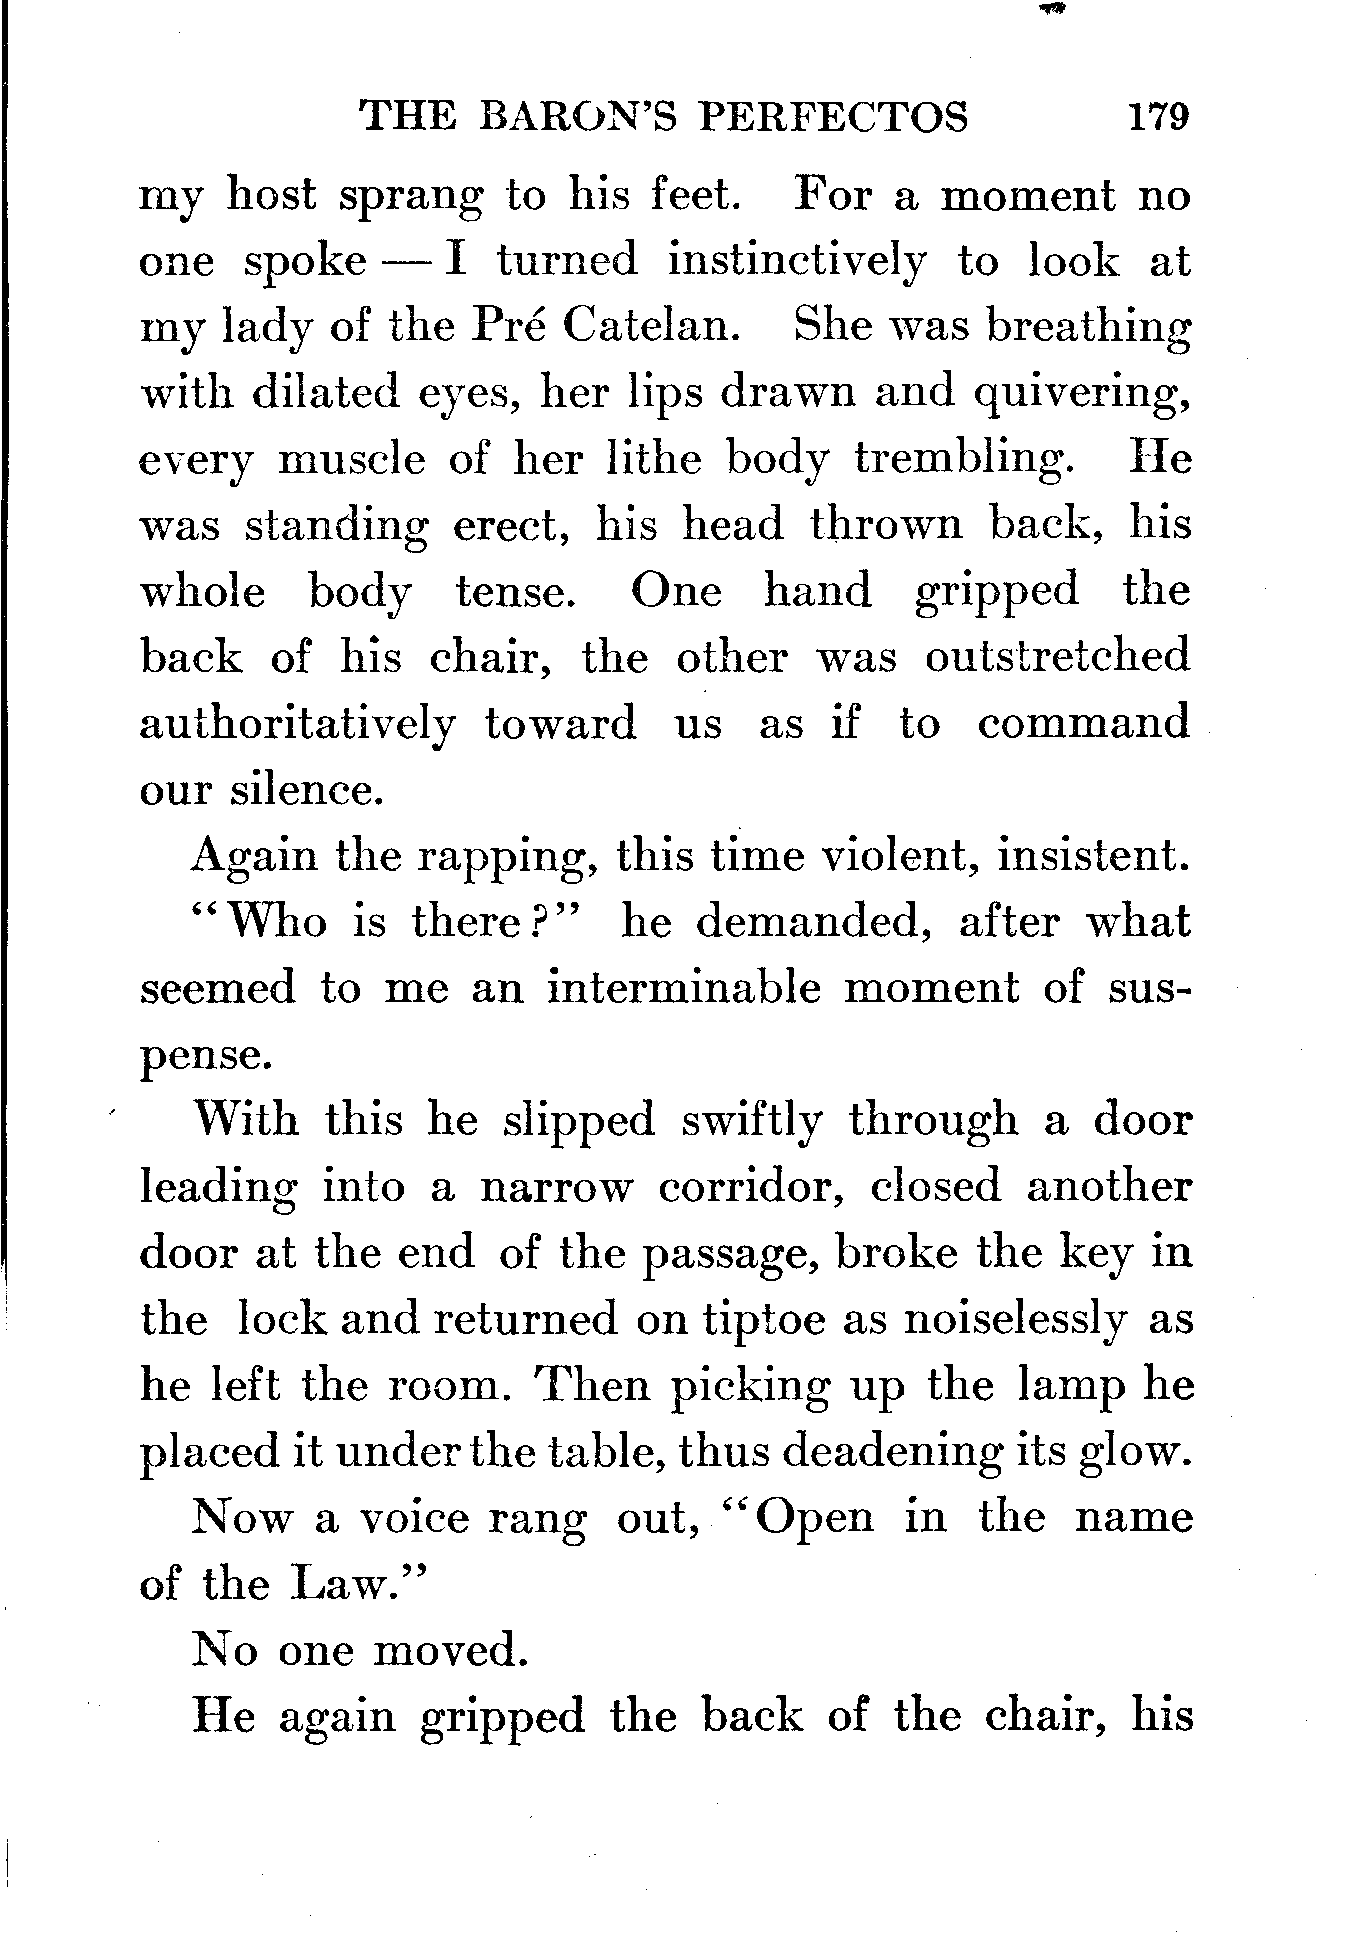 THE BARON'S PERFECTOS 179
my host sprang to his feet. For a moment no
one spoke — I turned instinctively to look at
my lady of the Pré Catelan. She was breathing
with dilated eyes, her lips drawn and quivering,
every muscle of her lithe body trembling. He
was standing erect, his head thrown back, his
whole body tense. One hand gripped the
back of his chair, the other was outstretched
authoritatively toward us as if to command
our silence.
Again the rapping, this time violent, insistent.
“Who is there?” he demanded, after what
seemed to me an interminable moment of sus-
pense.
With this he slipped swiftly through a door
leading into a narrow corridor, closed another
door at the end of the passage, broke the key in
the lock and returned on tiptoe as noiselessly as
he left the room. Then picking up the lamp he
placed it under the table, thus deadening its glow.
Now a voice rang out, “Open in the name
of the Law.”
No one moved.
He again gripped the back of the chair, his